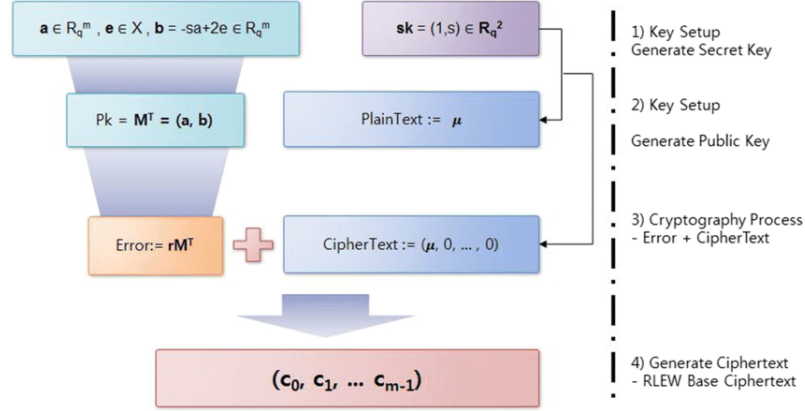 a ∈ Rqᵐ , e ∈ X , b = -sa+2e ∈ Rqᵐ
sk = (1,s) ∈ Rq²
1) Key Setup
Generate Secret Key
Pk = Mᵀ = (a, b)
PlainText := μ
2) Key Setup
Generate Public Key
Error:= rMᵀ
CipherText := (μ, 0, ... , 0)
3) Cryptography Process
- Error + CipherText
(c₀, c₁, ... cₘ₋₁)
4) Generate Ciphertext
- RLEW Base Ciphertext